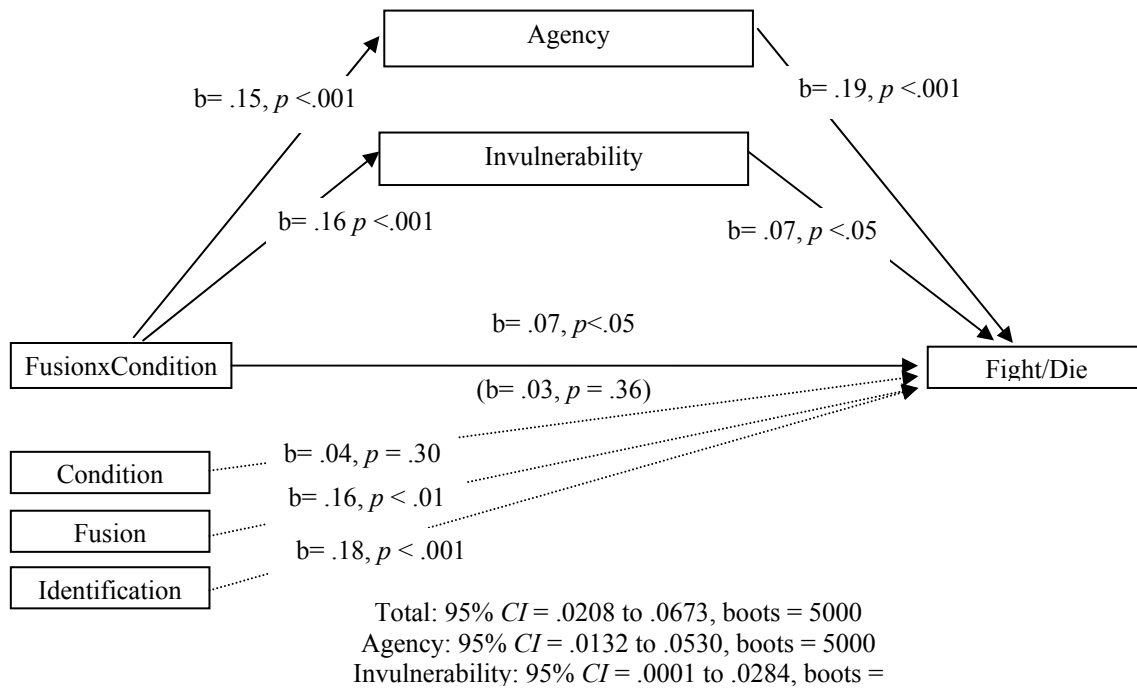 Agency
b= .15, p <.001
b= .19, p <.001
Invulnerability
b= .16 p <.001
b= .07, p <.05
b= .07, p<.05
FusionxCondition
Fight/Die
(b= .03, p = .36)
Condition
b= .04, p = .30
b= .16, p < .01
Fusion
b= .18, p < .001
Identification
Total: 95% CI = .0208 to .0673, boots = 5000
Agency: 95% CI = .0132 to .0530, boots = 5000
Invulnerability: 95% CI = .0001 to .0284, boots =